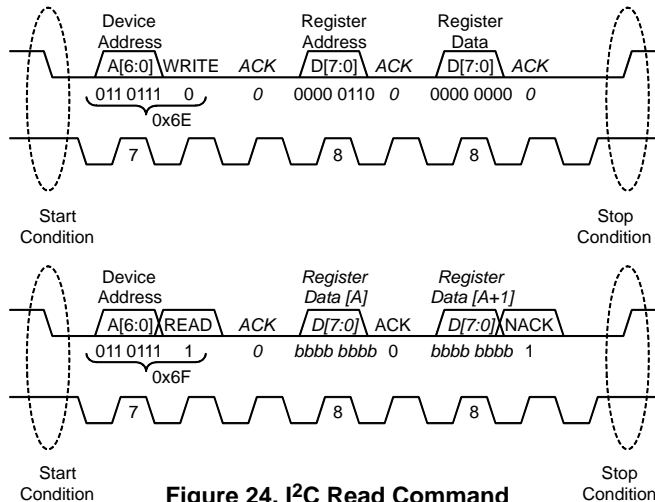 Device Register Register
Address Address Data
A[6:0] WRITE ACK D[7:0] ACK D[7:0] ACK
011 0111 0 0 0000 0110 0 0000 0000 0
0x6E
7 8 8
Start Stop
Condition Condition
Device Register Register
Address Data [A] Data [A+1]
A[6:0] READ ACK D[7:0] ACK D[7:0] NACK
011 0111 1 0 bbbb bbbb 0 bbbb bbbb 1
0x6F
7 8 8
Start Stop
Condition Figure 24. I²C Read Command Condition